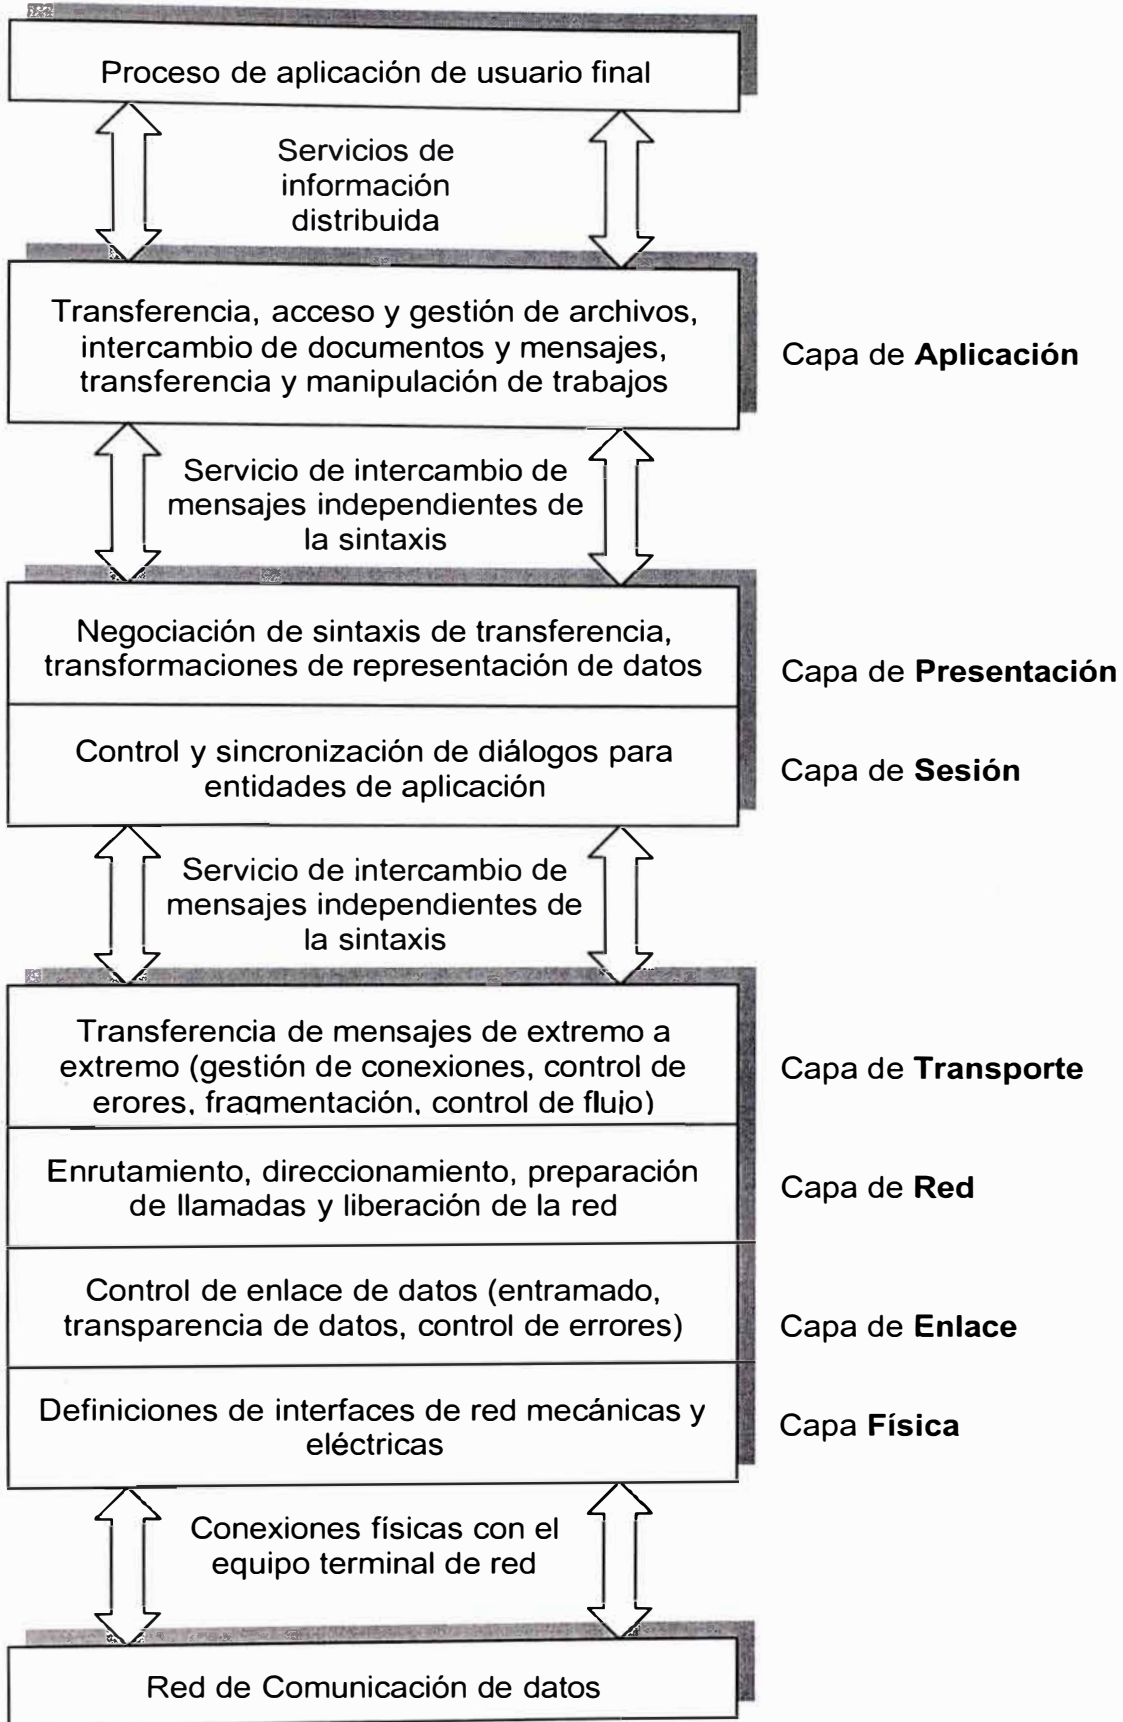 Proceso de aplicación de usuario final
Servicios de
información
distribuida
Transferencia, acceso y gestión de archivos,
intercambio de documentos y mensajes,
transferencia y manipulación de trabajos
Capa de Aplicación
Servicio de intercambio de
mensajes independientes de
la sintaxis
Negociación de sintaxis de transferencia,
transformaciones de representación de datos
Capa de Presentación
Control y sincronización de diálogos para
entidades de aplicación
Capa de Sesión
Servicio de intercambio de
mensajes independientes de
la sintaxis
Transferencia de mensajes de extremo a
extremo (gestión de conexiones, control de
erores, fragmentación, control de flujo)
Capa de Transporte
Enrutamiento, direccionamiento, preparación
de llamadas y liberación de la red
Capa de Red
Control de enlace de datos (entramado,
transparencia de datos, control de errores)
Capa de Enlace
Definiciones de interfaces de red mecánicas y
eléctricas
Capa Física
Conexiones físicas con el
equipo terminal de red
Red de Comunicación de datos